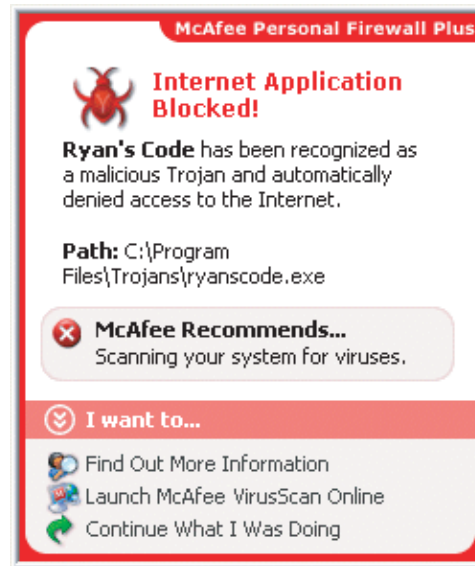 McAfee Personal Firewall Plus
Internet Application
Blocked!
Ryan's Code has been recognized as
a malicious Trojan and automatically
denied access to the Internet.
Path: C:\Program
Files\Trojans\ryanscode.exe
McAfee Recommends...
Scanning your system for viruses.
I want to...
Find Out More Information
Launch McAfee VirusScan Online
Continue What I Was Doing